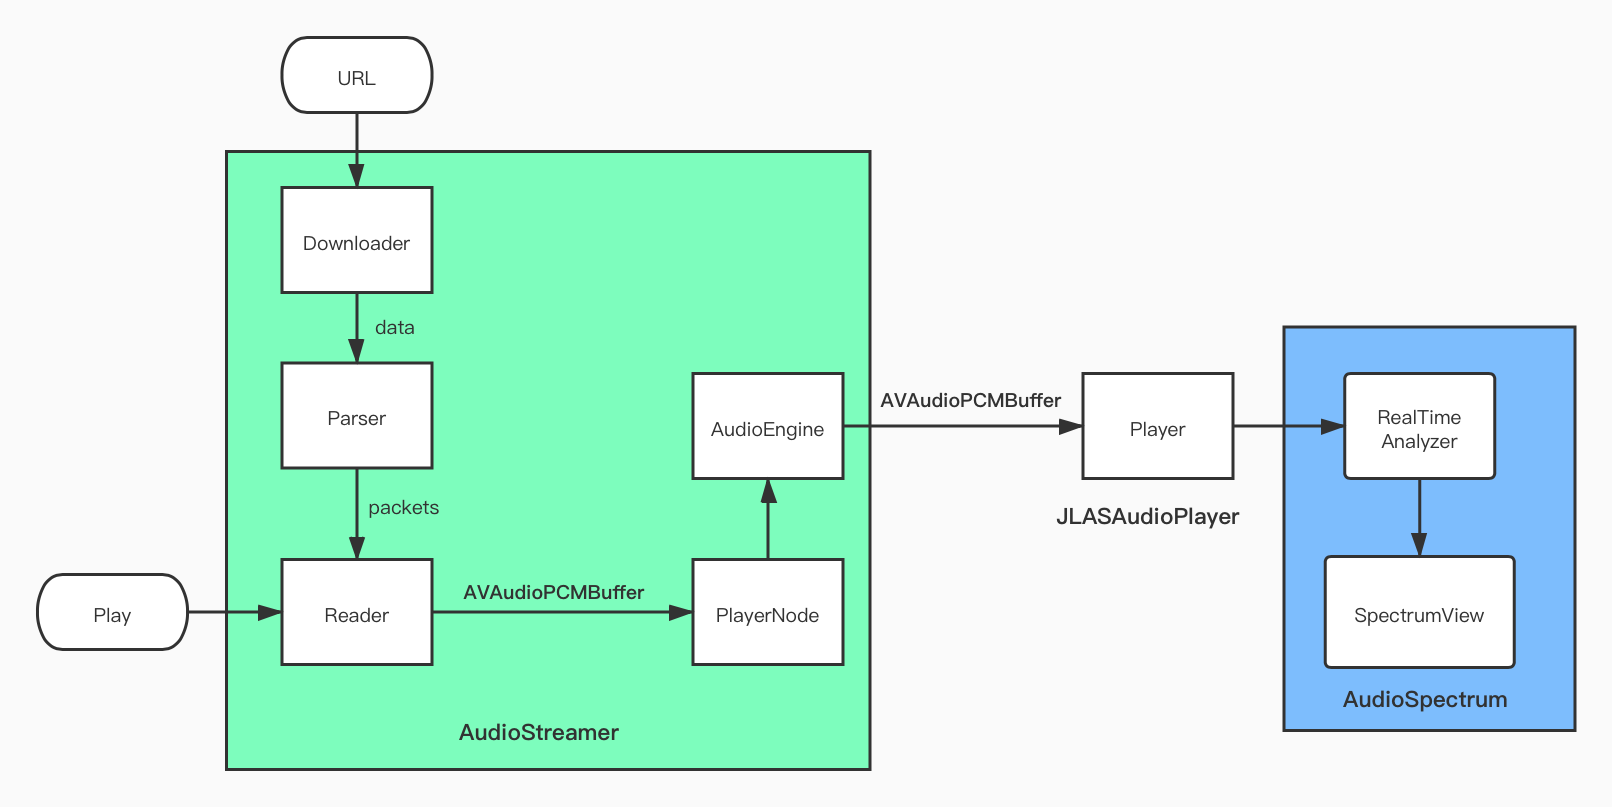 URL
Downloader
data
Parser
packets
Play
Reader
AVAudioPCMBuffer
PlayerNode
AudioEngine
AudioStreamer
AVAudioPCMBuffer
Player
JLASAudioPlayer
RealTime
Analyzer
SpectrumView
AudioSpectrum